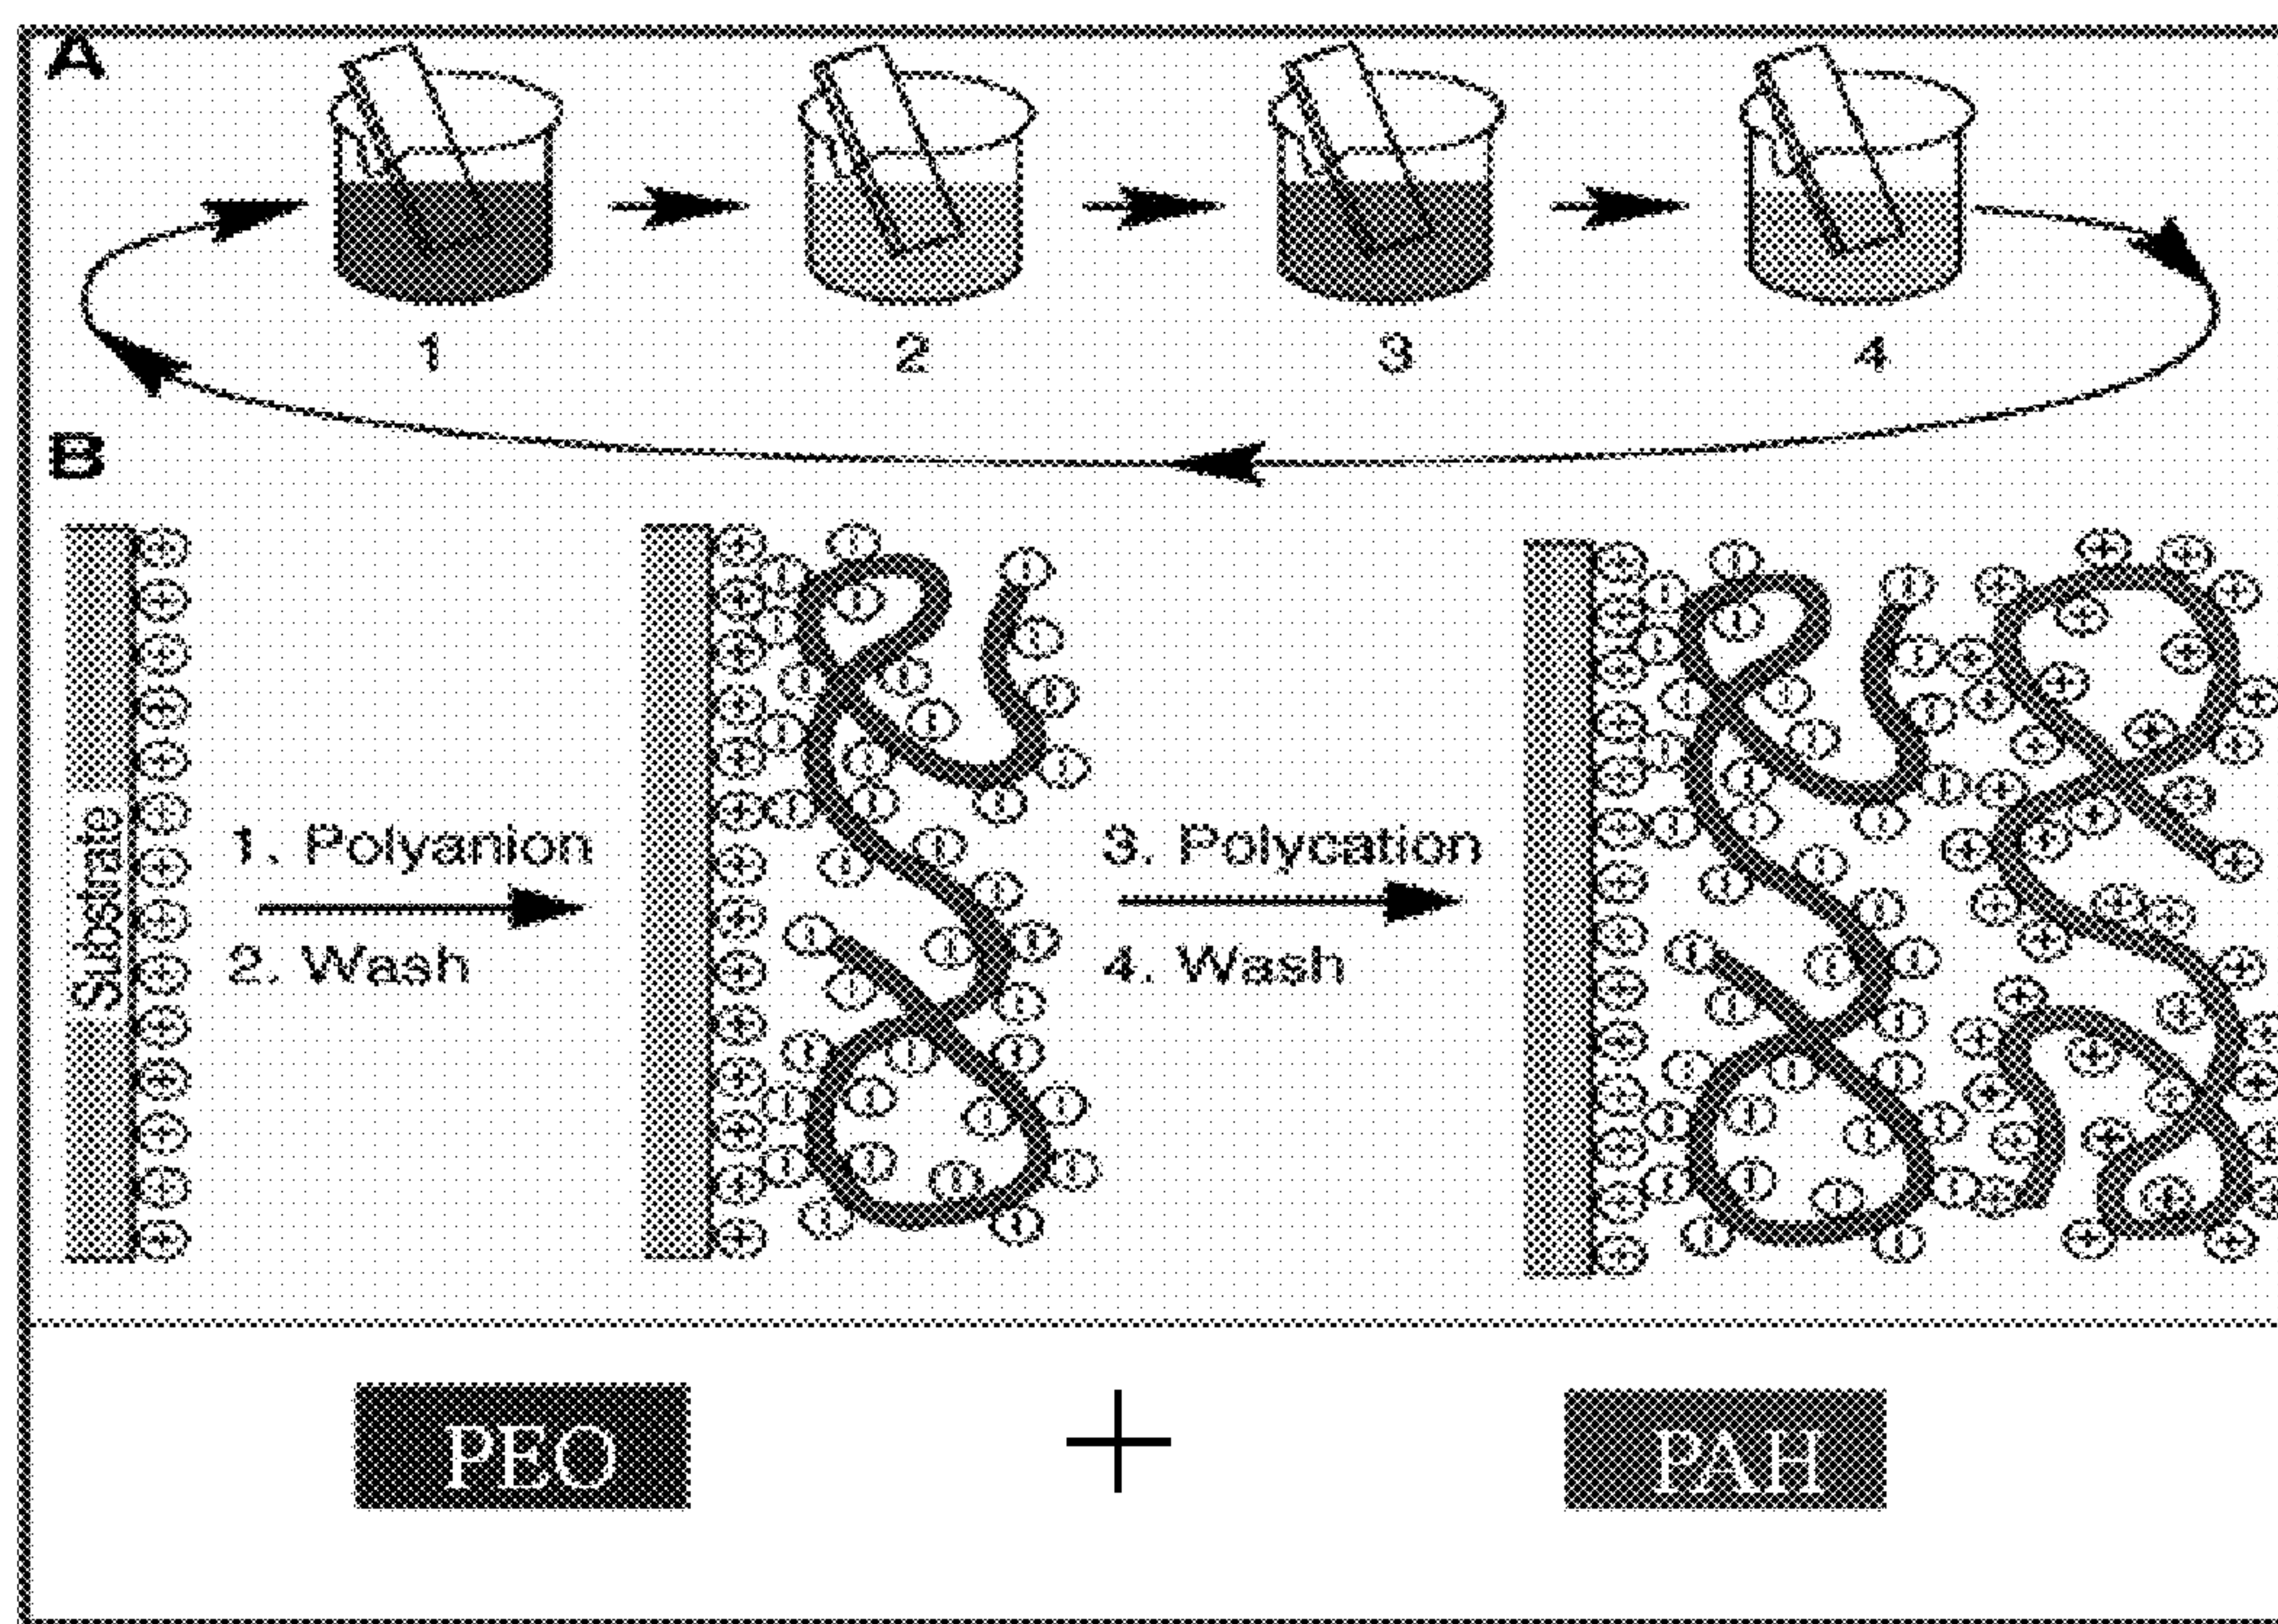 A
1 2 3 4
B
Substrate
1. Polyanion
2. Wash
3. Polycation
4. Wash
PEO + PAH